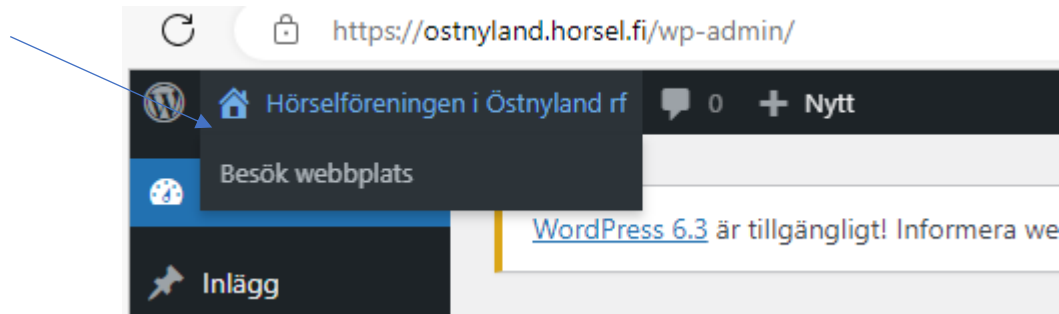 https://ostnyland.horsel.fi/wp-admin/
Hörselföreningen i Östnyland rf 0 Nytt
Besök webbplats
WordPress 6.3 är tillgängligt! Informera we
Inlägg